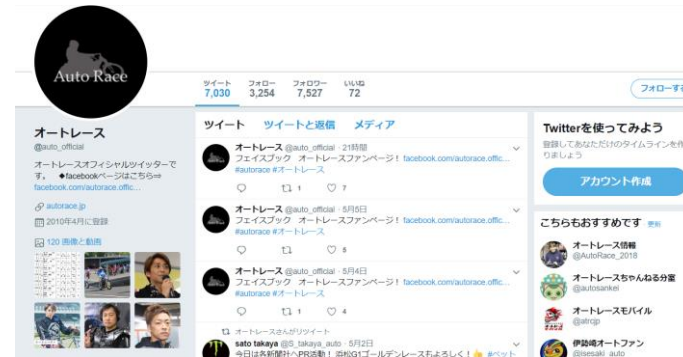 Auto Race
ツイート フォロー フォロワー いいね
7,030 3,254 7,527 72
フォローする
オートレース
@auto_official
オートレースオフィシャルツイッターで
す。 ◆facebookページはこちら⇒
facebook.com/autorace.offic...
autorace.jp
2010年4月に登録
120 画像と動画
ツイート ツイートと返信 メディア
オートレース @auto_official · 21時間
フェイスブック オートレースファンページ! facebook.com/autorace.offic...
#autorace #オートレース
1 7
オートレース @auto_official · 5月5日
フェイスブック オートレースファンページ! facebook.com/autorace.offic...
#autorace #オートレース
5
オートレース @auto_official · 5月4日
フェイスブック オートレースファンページ! facebook.com/autorace.offic...
#autorace #オートレース
1 4
オートレースさんがリツイート
sato takaya @S_takaya_auto · 5月2日
今日は各新聞社へPR活動! 浜松G1ゴールデンレースもよろしく!👍 #ペット
Twitterを使ってみよう
登録してあなただけのタイムラインを作
りましょう
アカウント作成
こちらもおすすめです 更新
オートレース情報
@AutoRace_2018
オートレースちゃんねる分室
@autosankei
オートレースモバイル
@atrcjp
伊勢崎オートファン
@isesaki_auto